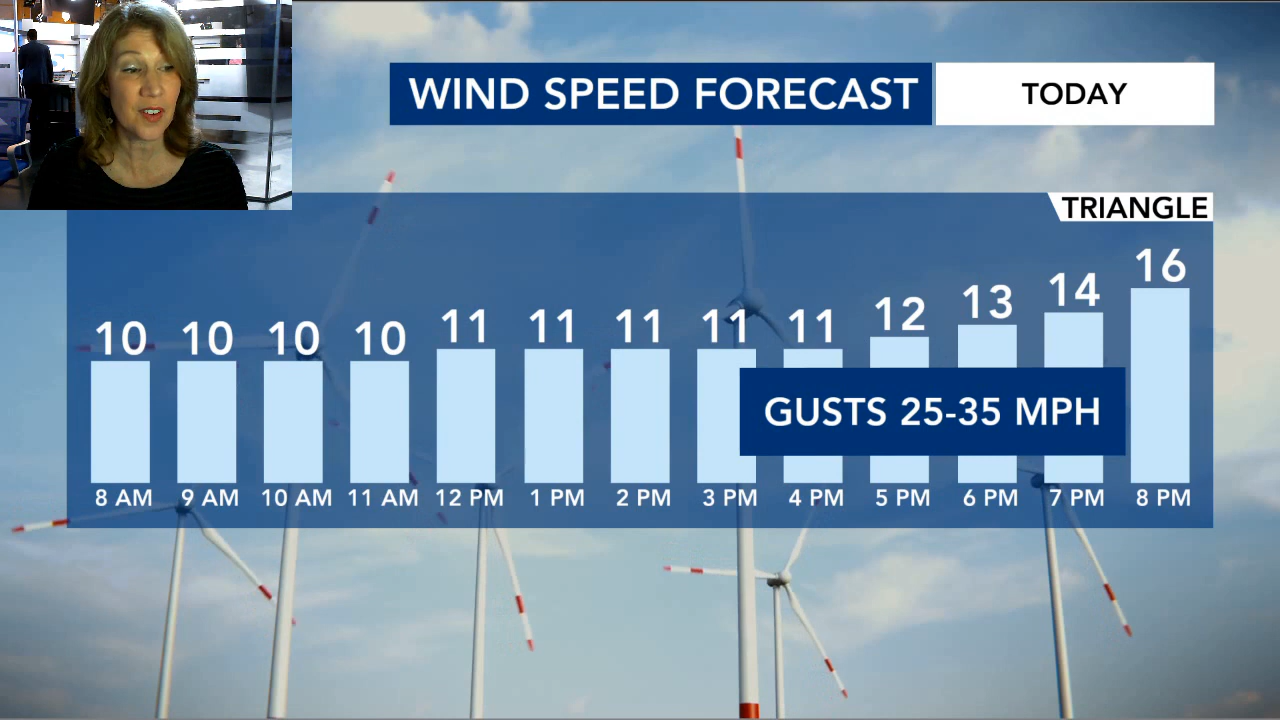 WIND SPEED FORECAST
TODAY
TRIANGLE
10 10 10 10 11 11 11 11 11 12 13 14 16
GUSTS 25-35 MPH
8 AM 9 AM 10 AM 11 AM 12 PM 1 PM 2 PM 3 PM 4 PM 5 PM 6 PM 7 PM 8 PM